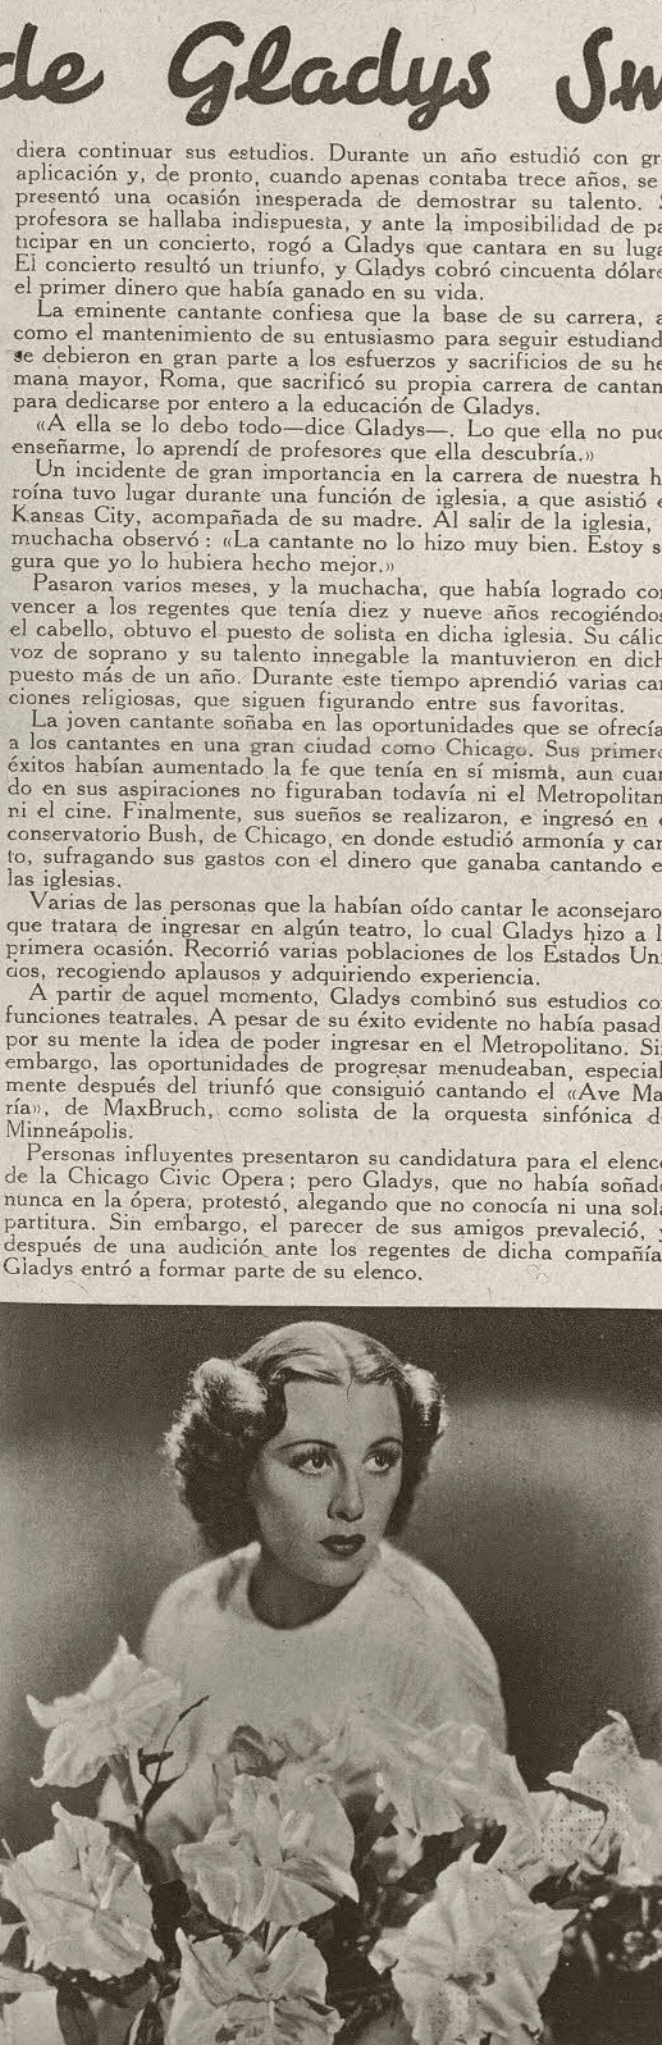 de Gladys Sw
diera continuar sus estudios. Durante un año estudió con gr
aplicación y, de pronto, cuando apenas contaba trece años, se
presentó una ocasión inesperada de demostrar su talento. S
profesora se hallaba indispuesta, y ante la imposibilidad de pa
ticipar en un concierto, rogó a Gladys que cantara en su luga
El concierto resultó un triunfo, y Gladys cobró cincuenta dólare
el primer dinero que había ganado en su vida.
La eminente cantante confiesa que la base de su carrera, a
como el mantenimiento de su entusiasmo para seguir estudiand
se debieron en gran parte a los esfuerzos y sacrificios de su he
mana mayor, Roma, que sacrificó su propia carrera de cantan
para dedicarse por entero a la educación de Gladys.
«A ella se lo debo todo—dice Gladys—. Lo que ella no pud
enseñarme, lo aprendí de profesores que ella descubría.»
Un incidente de gran importancia en la carrera de nuestra h
roína tuvo lugar durante una función de iglesia, a que asistió e
Kansas City, acompañada de su madre. Al salir de la iglesia,
muchacha observó: «La cantante no lo hizo muy bien. Estoy s
gura que yo lo hubiera hecho mejor.»
Pasaron varios meses, y la muchacha, que había logrado con
vencer a los regentes que tenía diez y nueve años recogiéndos
el cabello, obtuvo el puesto de solista en dicha iglesia. Su cálid
voz de soprano y su talento innegable la mantuvieron en dich
puesto más de un año. Durante este tiempo aprendió varias can
ciones religiosas, que siguen figurando entre sus favoritas.
La joven cantante soñaba en las oportunidades que se ofrecía
a los cantantes en una gran ciudad como Chicago. Sus primero
éxitos habían aumentado la fe que tenía en sí misma, aun cuan
do en sus aspiraciones no figuraban todavía ni el Metropolitan
ni el cine. Finalmente, sus sueños se realizaron, e ingresó en e
conservatorio Bush, de Chicago, en donde estudió armonía y can
to, sufragando sus gastos con el dinero que ganaba cantando e
las iglesias.
Varias de las personas que la habían oído cantar le aconsejaro
que tratara de ingresar en algún teatro, lo cual Gladys hizo a l
primera ocasión. Recorrió varias poblaciones de los Estados Uni
dos, recogiendo aplausos y adquiriendo experiencia.
A partir de aquel momento, Gladys combinó sus estudios co
funciones teatrales. A pesar de su éxito evidente no había pasad
por su mente la idea de poder ingresar en el Metropolitano. Si
embargo, las oportunidades de progresar menudeaban, especial
mente después del triunfó que consiguió cantando el «Ave Ma
ría», de MaxBruch, como solista de la orquesta sinfónica d
Minneápolis.
Personas influyentes presentaron su candidatura para el elenco
de la Chicago Civic Opera; pero Gladys, que no había soñado
nunca en la ópera, protestó, alegando que no conocía ni una sola
partitura. Sin embargo, el parecer de sus amigos prevaleció, y
después de una audición ante los regentes de dicha compañía
Gladys entró a formar parte de su elenco.